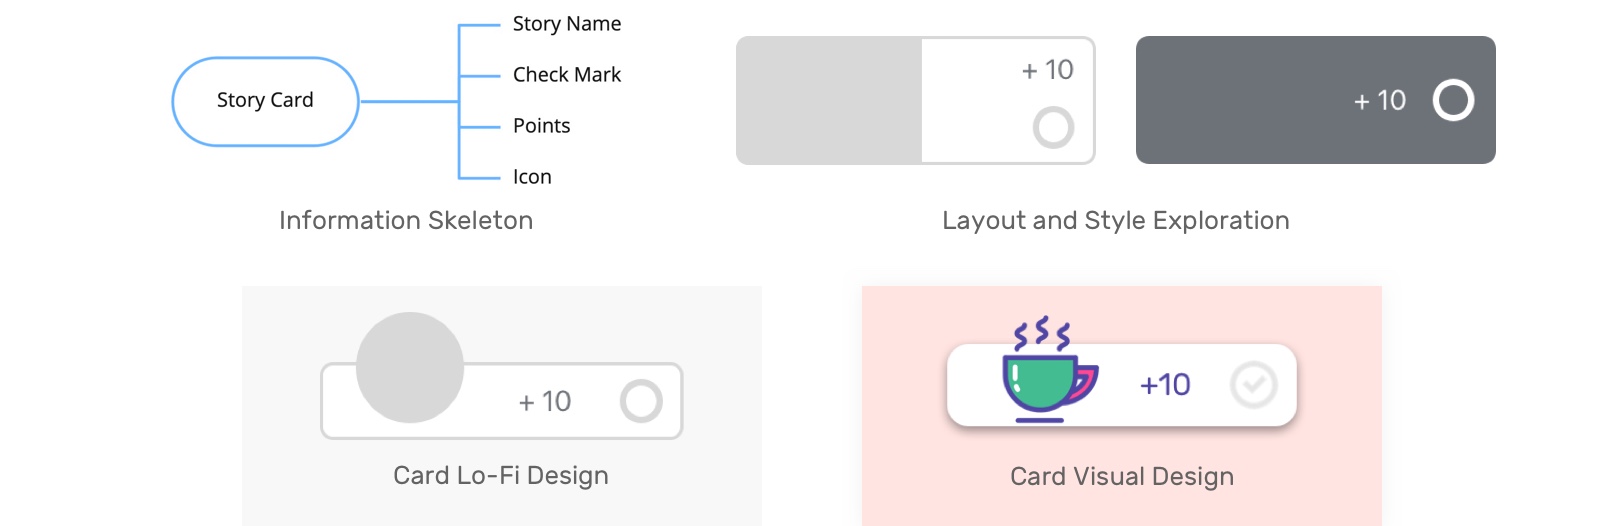 Story Card
Story Name
Check Mark
Points
Icon
Information Skeleton
+ 10
+ 10
Layout and Style Exploration
+ 10
Card Lo-Fi Design
+10
Card Visual Design